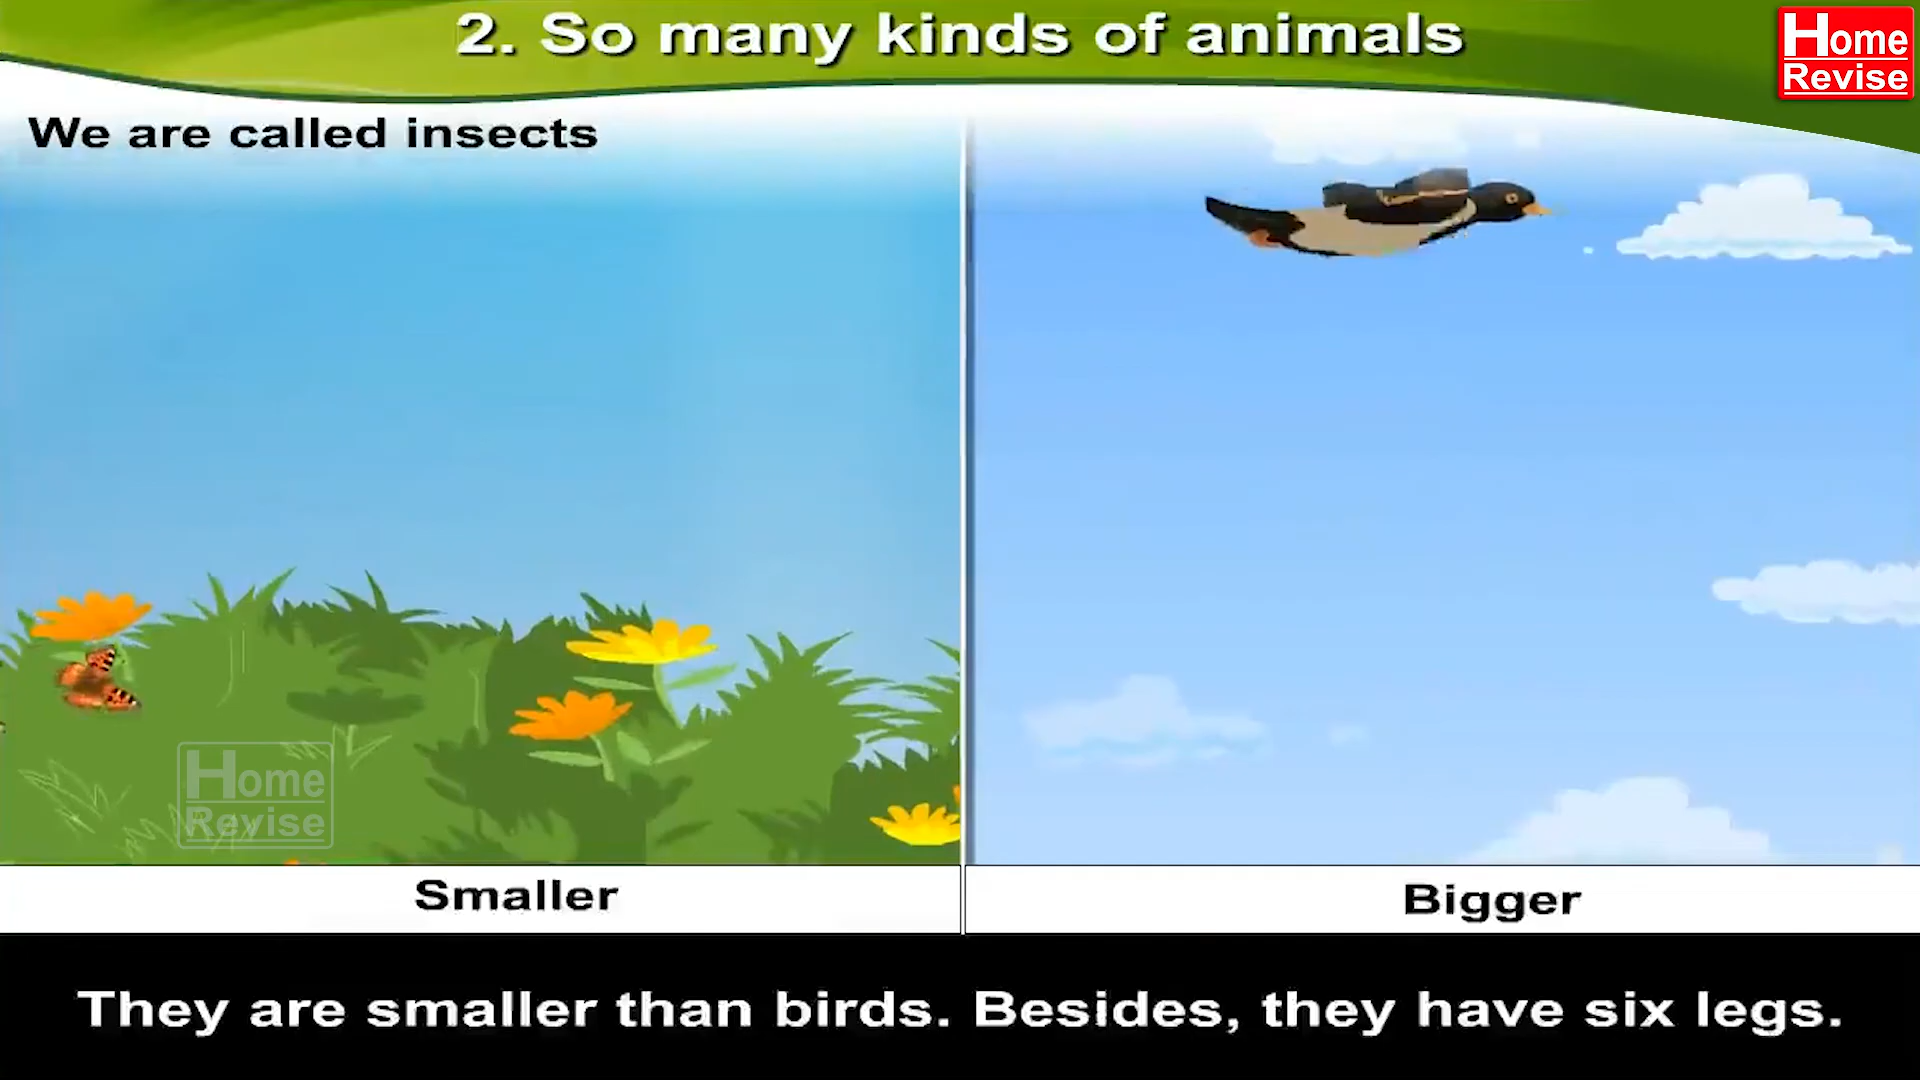 2. So many kinds of animals
Home
Revise
We are called insects
Home
Revise
Smaller
Bigger
They are smaller than birds. Besides, they have six legs.